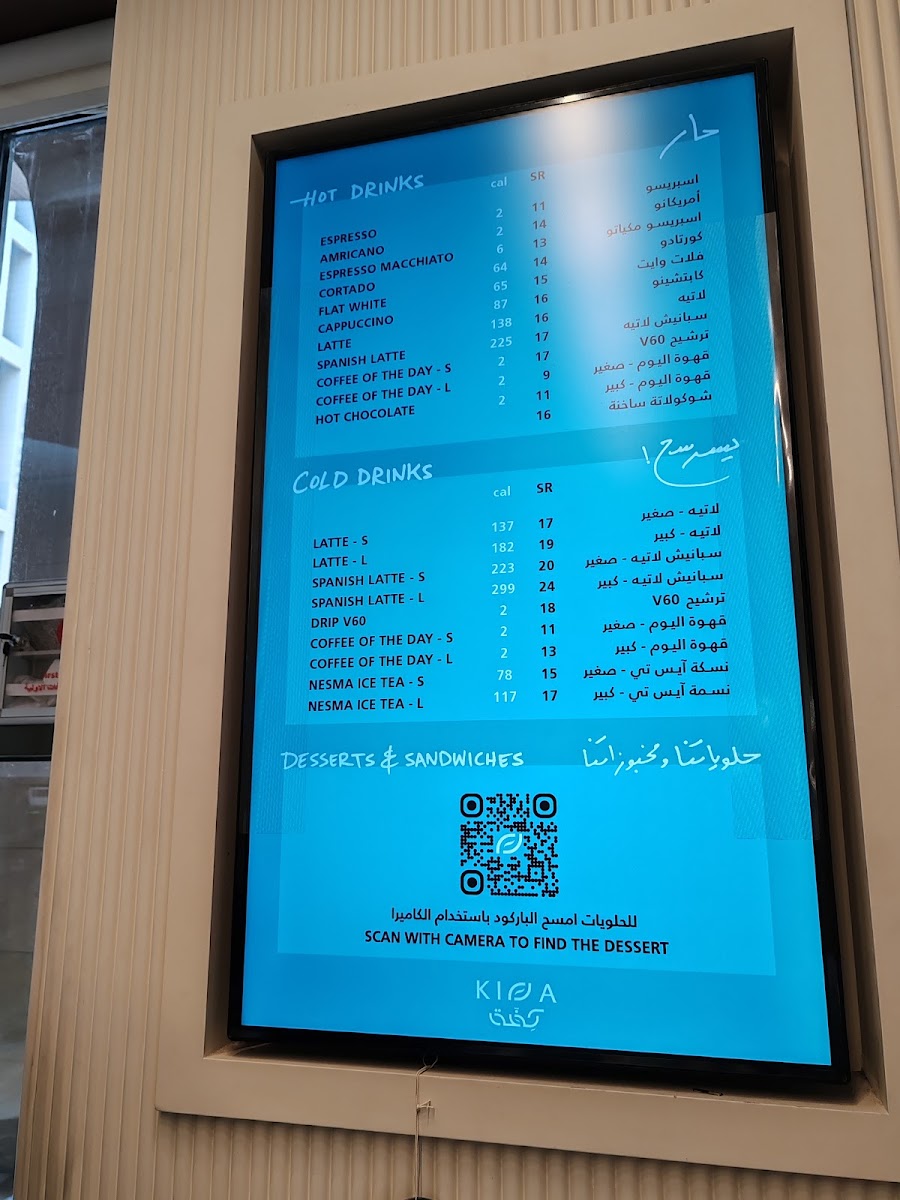 HOT DRINKS cal SR حار
ESPRESSO 2 11 اسبريسو
AMRICANO 2 14 أمريكانو
ESPRESSO MACCHIATO 6 13 اسبريسو مكياتو
CORTADO 64 14 كورتادو
FLAT WHITE 65 15 فلات وايت
CAPPUCCINO 87 16 كابتشينو
LATTE 138 16 لاتيه
SPANISH LATTE 225 17 سبانيش لاتيه
COFFEE OF THE DAY - S 2 17 ترشيح V60
COFFEE OF THE DAY - L 2 9 قهوة اليوم - صغير
HOT CHOCOLATE 2 11 قهوة اليوم - كبير
16 شوكولاتة ساخنة
COLD DRINKS cal SR
LATTE - S 137 17 لاتيه - صغير
LATTE - L 182 19 لاتيه - كبير
SPANISH LATTE - S 223 20 سبانيش لاتيه - صغير
SPANISH LATTE - L 299 24 سبانيش لاتيه - كبير
DRIP V60 2 18 ترشيح V60
COFFEE OF THE DAY - S 2 11 قهوة اليوم - صغير
COFFEE OF THE DAY - L 2 13 قهوة اليوم - كبير
NESMA ICE TEA - S 78 15 نسمة آيس تي - صغير
NESMA ICE TEA - L 117 17 نسمة آيس تي - كبير
DESSERTS & SANDWICHES حلوياتنا ومخبوزاتنا
للحلويات امسح الباركود باستخدام الكاميرا
SCAN WITH CAMERA TO FIND THE DESSERT